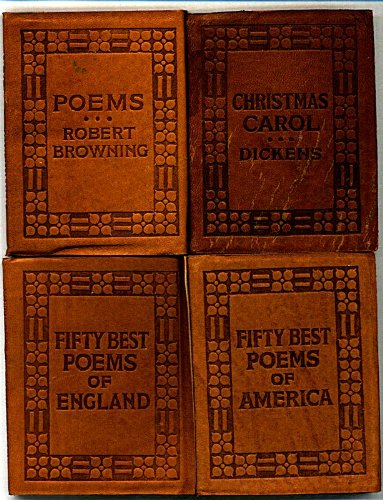 POEMS
ROBERT
BROWNING
CHRISTMAS
CAROL
DICKENS
FIFTY BEST
POEMS
OF
ENGLAND
FIFTY BEST
POEMS
OF
AMERICA